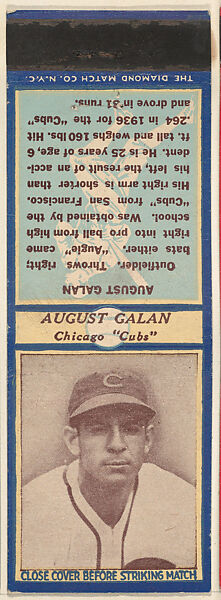 THE DIAMOND MATCH CO. N.Y.C.
AUGUST GALAN
Outfielder. Throws, right;
bats either. "Augie" came
right into pro ball from high
school. Was obtained by the
"Cubs" from San Francisco.
His right arm is shorter than
his left, the result of an acci-
dent. He is 25 years of age, 6
ft. tall and weighs 160 lbs. Hit
.264 in 1936 for the "Cubs"
and drove in 81 runs.
AUGUST GALAN
Chicago "Cubs"
C
CLOSE COVER BEFORE STRIKING MATCH